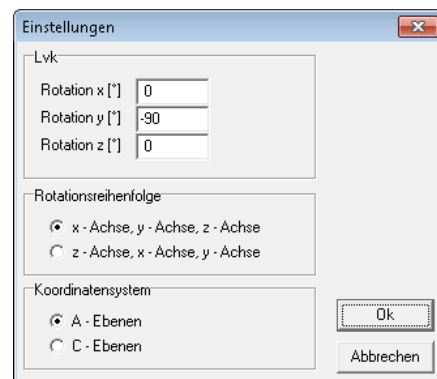 Einstellungen
Lvk
Rotation x [°] 0
Rotation y [°] -90
Rotation z [°] 0
Rotationsreihenfolge
x - Achse, y - Achse, z - Achse
z - Achse, x - Achse, y - Achse
Koordinatensystem
A - Ebenen
C - Ebenen
Ok
Abbrechen